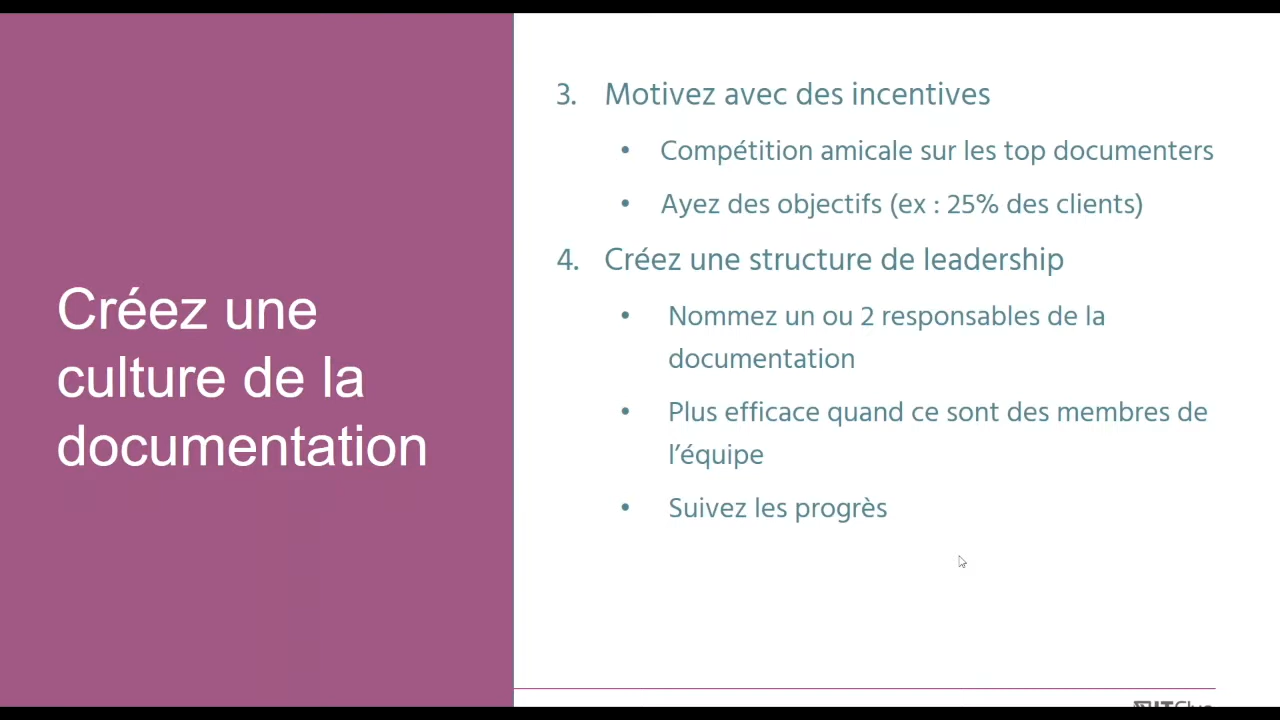 Créez une
culture de la
documentation
3. Motivez avec des incentives
• Compétition amicale sur les top documenters
• Ayez des objectifs (ex : 25% des clients)
4. Créez une structure de leadership
• Nommez un ou 2 responsables de la
documentation
• Plus efficace quand ce sont des membres de
l’équipe
• Suivez les progrès